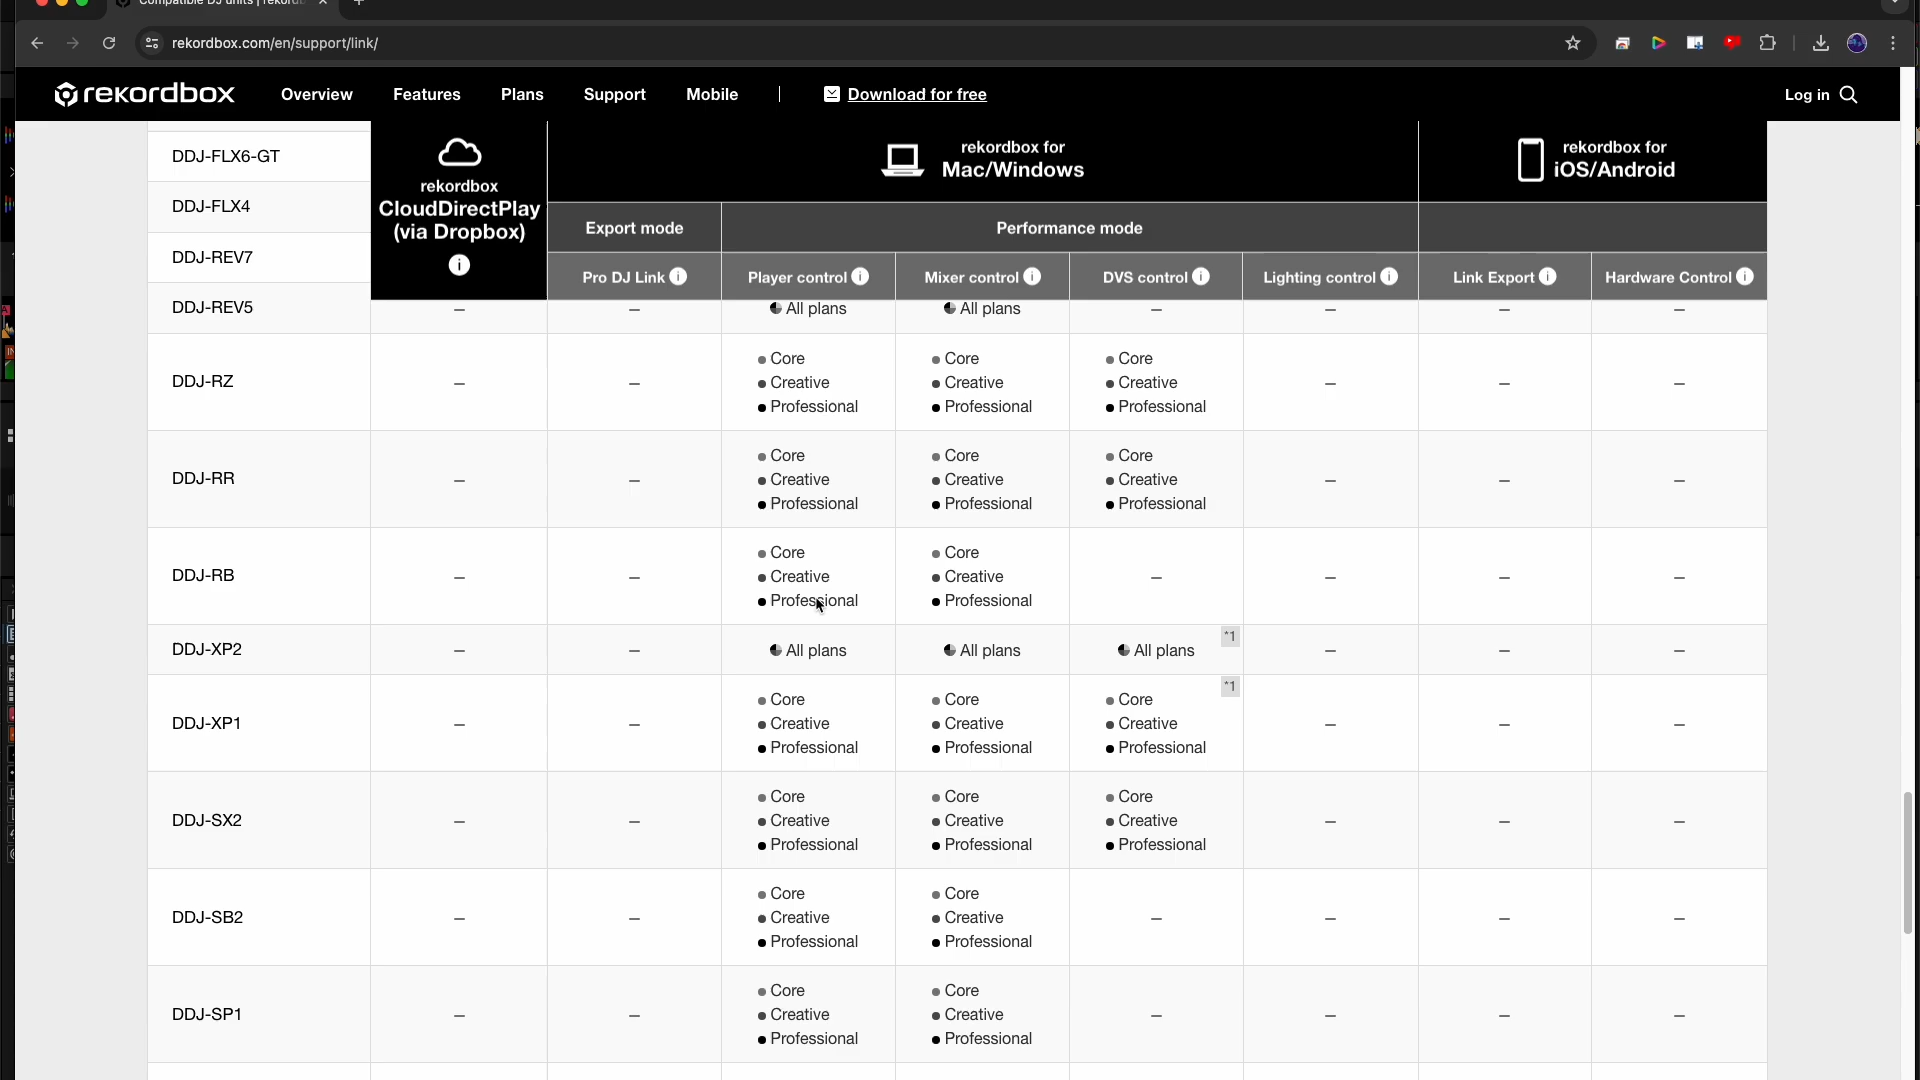 Compatible DJ units | rekordbox
rekordbox.com/en/support/link/
rekordbox
Overview
Features
Plans
Support
Mobile
Download for free
Log in
rekordbox
CloudDirectPlay
(via Dropbox)
rekordbox for
Mac/Windows
rekordbox for
iOS/Android
Export mode
Performance mode
Pro DJ Link
Player control
Mixer control
DVS control
Lighting control
Link Export
Hardware Control
DDJ-FLX6-GT
DDJ-FLX4
DDJ-REV7
DDJ-REV5
–
–
All plans
All plans
–
–
–
–
DDJ-RZ
–
–
Core
Creative
Professional
Core
Creative
Professional
Core
Creative
Professional
–
–
–
DDJ-RR
–
–
Core
Creative
Professional
Core
Creative
Professional
Core
Creative
Professional
–
–
–
DDJ-RB
–
–
Core
Creative
Professional
Core
Creative
Professional
–
–
–
–
DDJ-XP2
–
–
All plans
All plans
All plans
*1
–
–
–
DDJ-XP1
–
–
Core
Creative
Professional
Core
Creative
Professional
Core
Creative
Professional
*1
–
–
–
DDJ-SX2
–
–
Core
Creative
Professional
Core
Creative
Professional
Core
Creative
Professional
–
–
–
DDJ-SB2
–
–
Core
Creative
Professional
Core
Creative
Professional
–
–
–
–
DDJ-SP1
–
–
Core
Creative
Professional
Core
Creative
Professional
–
–
–
–